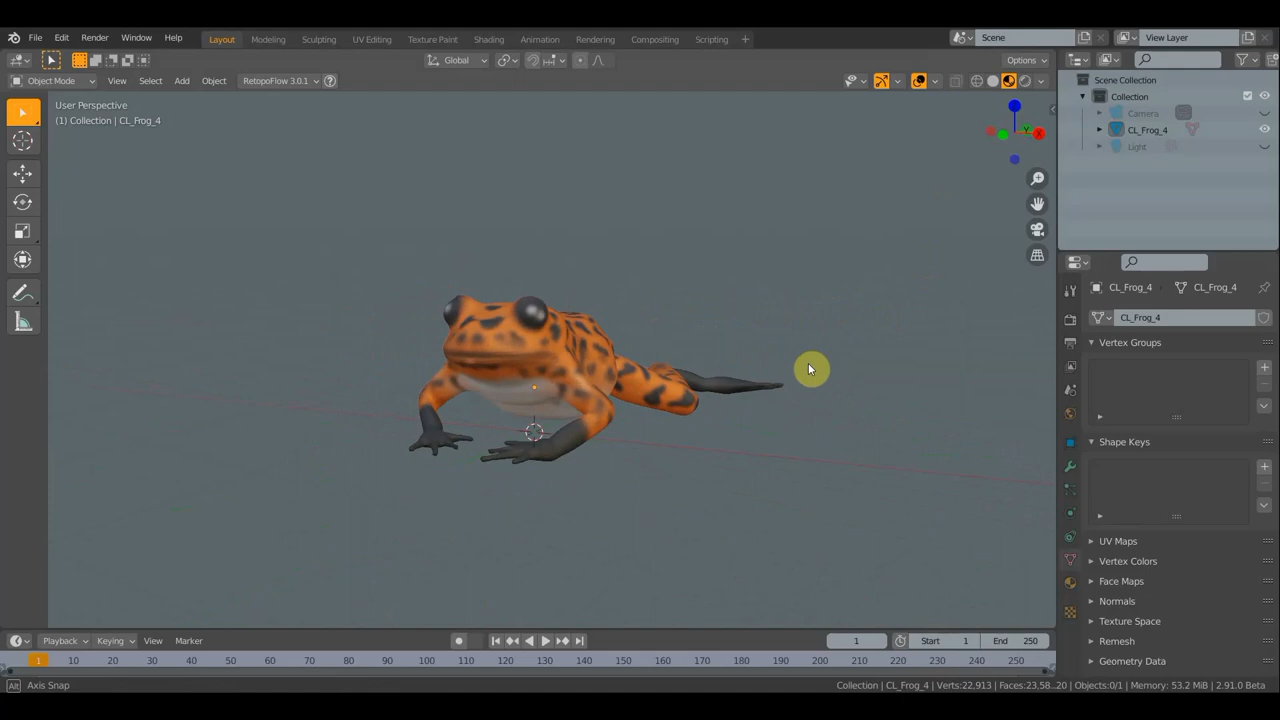 File Edit Render Window Help Layout Modeling Sculpting UV Editing Texture Paint Shading Animation Rendering Compositing Scripting + Scene View Layer
Global Options
Object Mode View Select Add Object RetopoFlow 3.0.1
User Perspective
(1) Collection | CL_Frog_4
Scene Collection
Collection
Camera
CL_Frog_4
Light
Y X
CL_Frog_4 CL_Frog_4
CL_Frog_4
Vertex Groups
Shape Keys
UV Maps
Vertex Colors
Face Maps
Normals
Texture Space
Remesh
Geometry Data
Playback Keying View Marker 1 Start 1 End 250
1 10 20 30 40 50 60 70 80 90 100 110 120 130 140 150 160 170 180 190 200 210 220 230 240 250
Alt Axis Snap Collection | CL_Frog_4 | Verts:22,913 | Faces:23,58...20 | Objects:0/1 | Memory: 53.2 MiB | 2.91.0 Beta